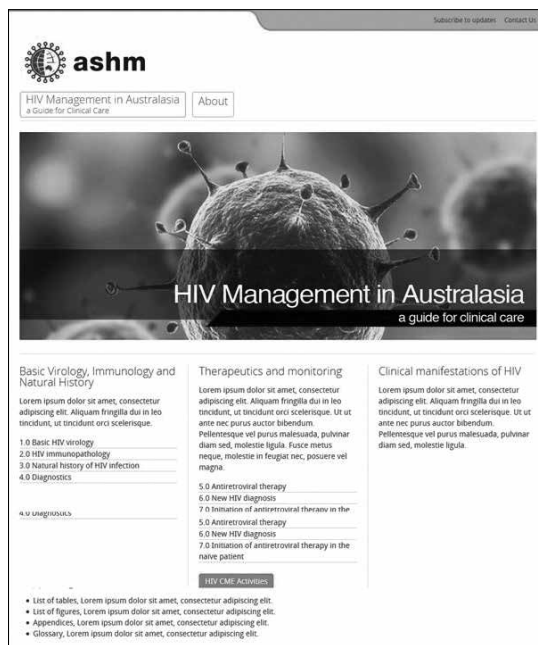 Subscribe to updates Contact Us
ashm
HIV Management in Australasia
a Guide for Clinical Care
About
HIV Management in Australasia
a guide for clinical care
Basic Virology, Immunology and
Natural History
Lorem ipsum dolor sit amet, consectetur
adipiscing elit. Aliquam fringilla dui in leo
tincidunt, ut tincidunt orci scelerisque.
1.0 Basic HIV virology
2.0 HIV immunopathology
3.0 Natural history of HIV infection
4.0 Diagnostics
4.0 Diagnostics
Therapeutics and monitoring
Lorem ipsum dolor sit amet, consectetur
adipiscing elit. Aliquam fringilla dui in leo
tincidunt, ut tincidunt orci scelerisque. Ut ut
ante nec purus auctor bibendum.
Pellentesque vel purus malesuada, pulvinar
diam sed, molestie ligula. Fusce metus
neque, molestie in feugiat nec, posuere vel
magna.
5.0 Antiretroviral therapy
6.0 New HIV diagnosis
7.0 Initiation of antiretroviral therapy in the
5.0 Antiretroviral therapy
6.0 New HIV diagnosis
7.0 Initiation of antiretroviral therapy in the
naive patient
HIV CME Activities
Clinical manifestations of HIV
Lorem ipsum dolor sit amet, consectetur
adipiscing elit. Aliquam fringilla dui in leo
tincidunt, ut tincidunt orci scelerisque. Ut ut
ante nec purus auctor bibendum.
Pellentesque vel purus malesuada, pulvinar
diam sed, molestie ligula.
List of tables, Lorem ipsum dolor sit amet, consectetur adipiscing elit.
List of figures, Lorem ipsum dolor sit amet, consectetur adipiscing elit.
Appendices, Lorem ipsum dolor sit amet, consectetur adipiscing elit.
Glossary, Lorem ipsum dolor sit amet, consectetur adipiscing elit.